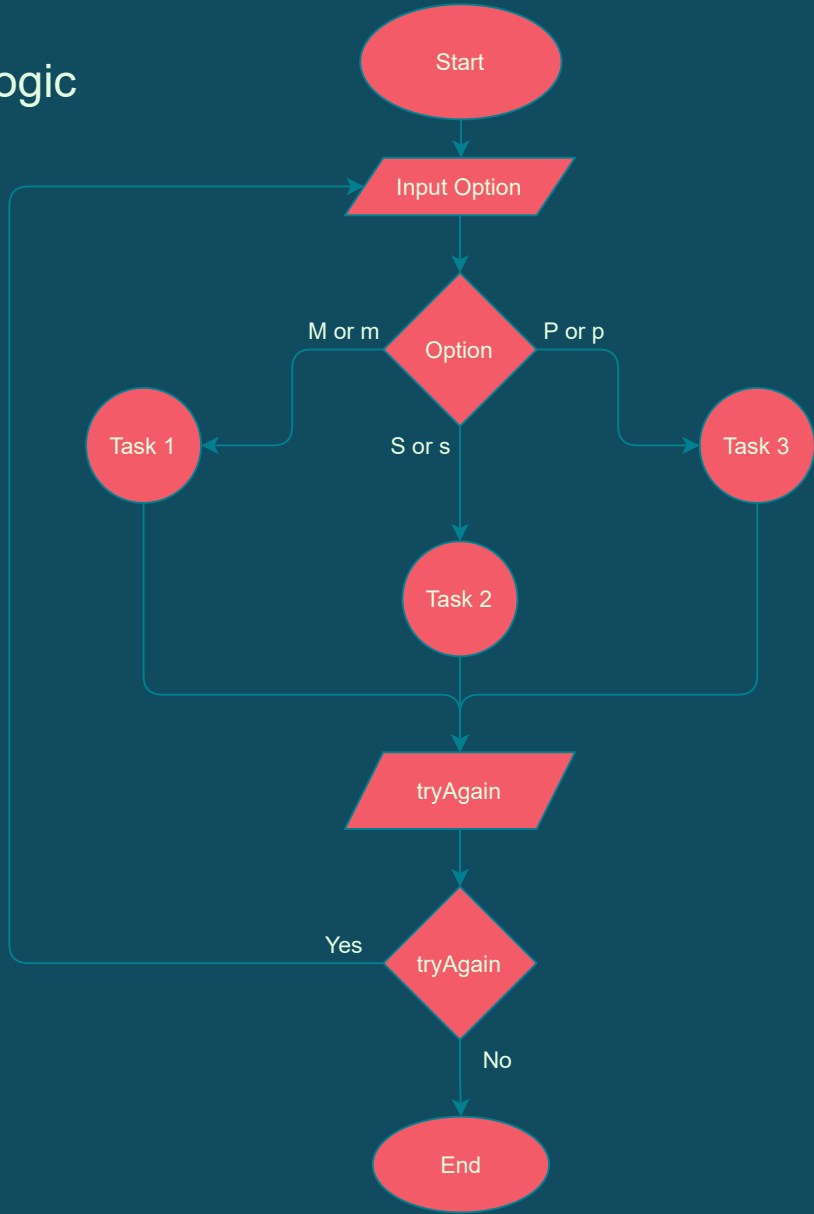 ogic
Start
Input Option
M or m
Option
P or p
Task 1
S or s
Task 3
Task 2
tryAgain
Yes
tryAgain
No
End